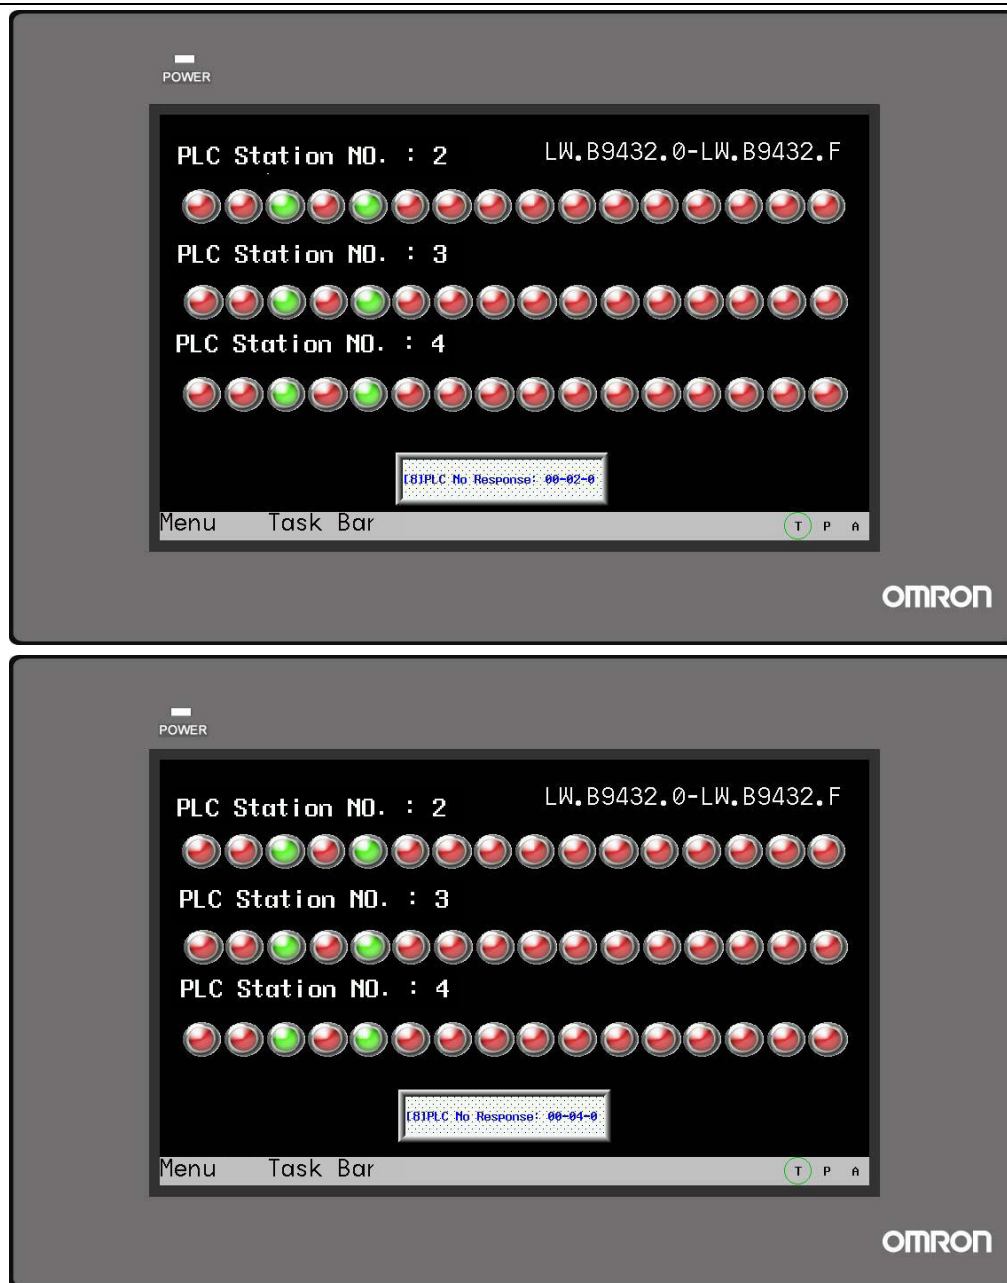 POWER
PLC Station NO. : 2 LW.B9432.0-LW.B9432.F
PLC Station NO. : 3
PLC Station NO. : 4
[8]PLC No Response: 00-02-0
Menu Task Bar T P A
OMRON
POWER
PLC Station NO. : 2 LW.B9432.0-LW.B9432.F
PLC Station NO. : 3
PLC Station NO. : 4
[8]PLC No Response: 00-04-0
Menu Task Bar T P A
OMRON